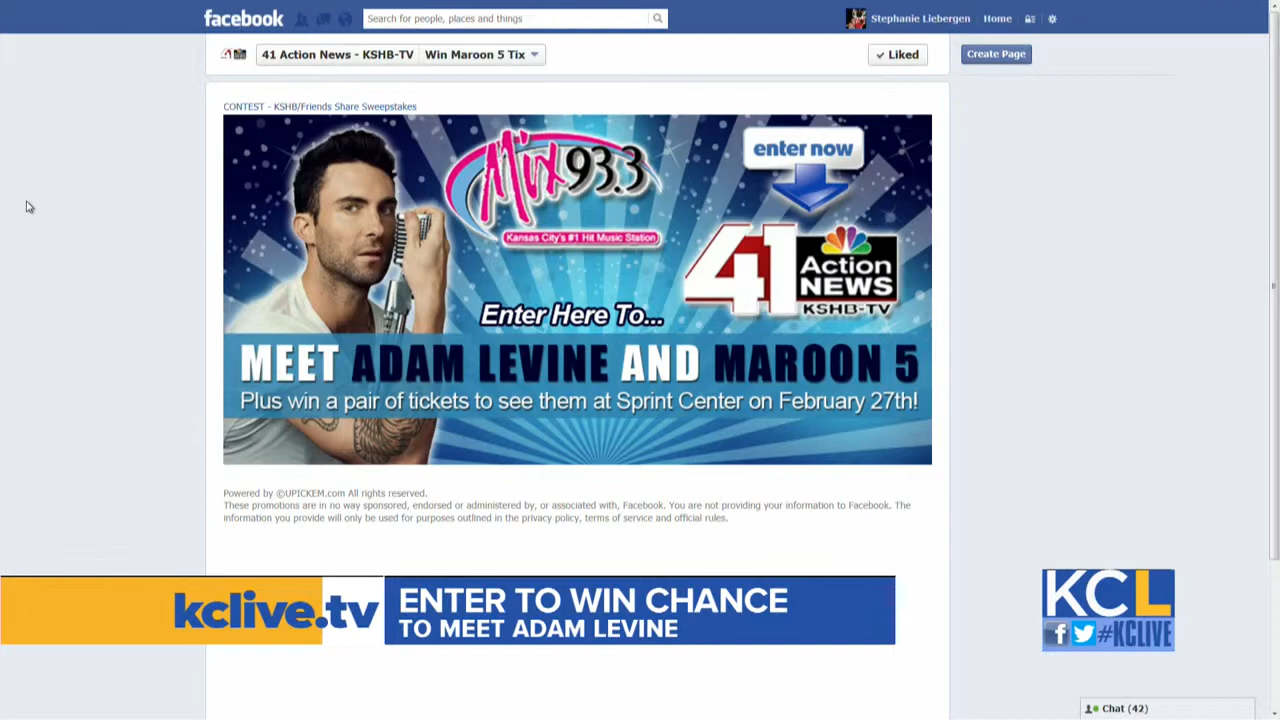 facebook
Search for people, places and things
Stephanie Liebergen
Home
41 Action News - KSHB-TV
Win Maroon 5 Tix
Liked
Create Page
CONTEST - KSHB/Friends Share Sweepstakes
Mix 93.3
Kansas City's #1 Hit Music Station
enter now
41
Action
NEWS
KSHB-TV
Enter Here To...
MEET ADAM LEVINE AND MAROON 5
Plus win a pair of tickets to see them at Sprint Center on February 27th!
Powered by ©UPICKEM.com All rights reserved.
These promotions are in no way sponsored, endorsed or administered by, or associated with, Facebook. You are not providing your information to Facebook. The
information you provide will only be used for purposes outlined in the privacy policy, terms of service and official rules.
kclive.tv
ENTER TO WIN CHANCE
TO MEET ADAM LEVINE
KCL
#KCLIVE
Chat (42)